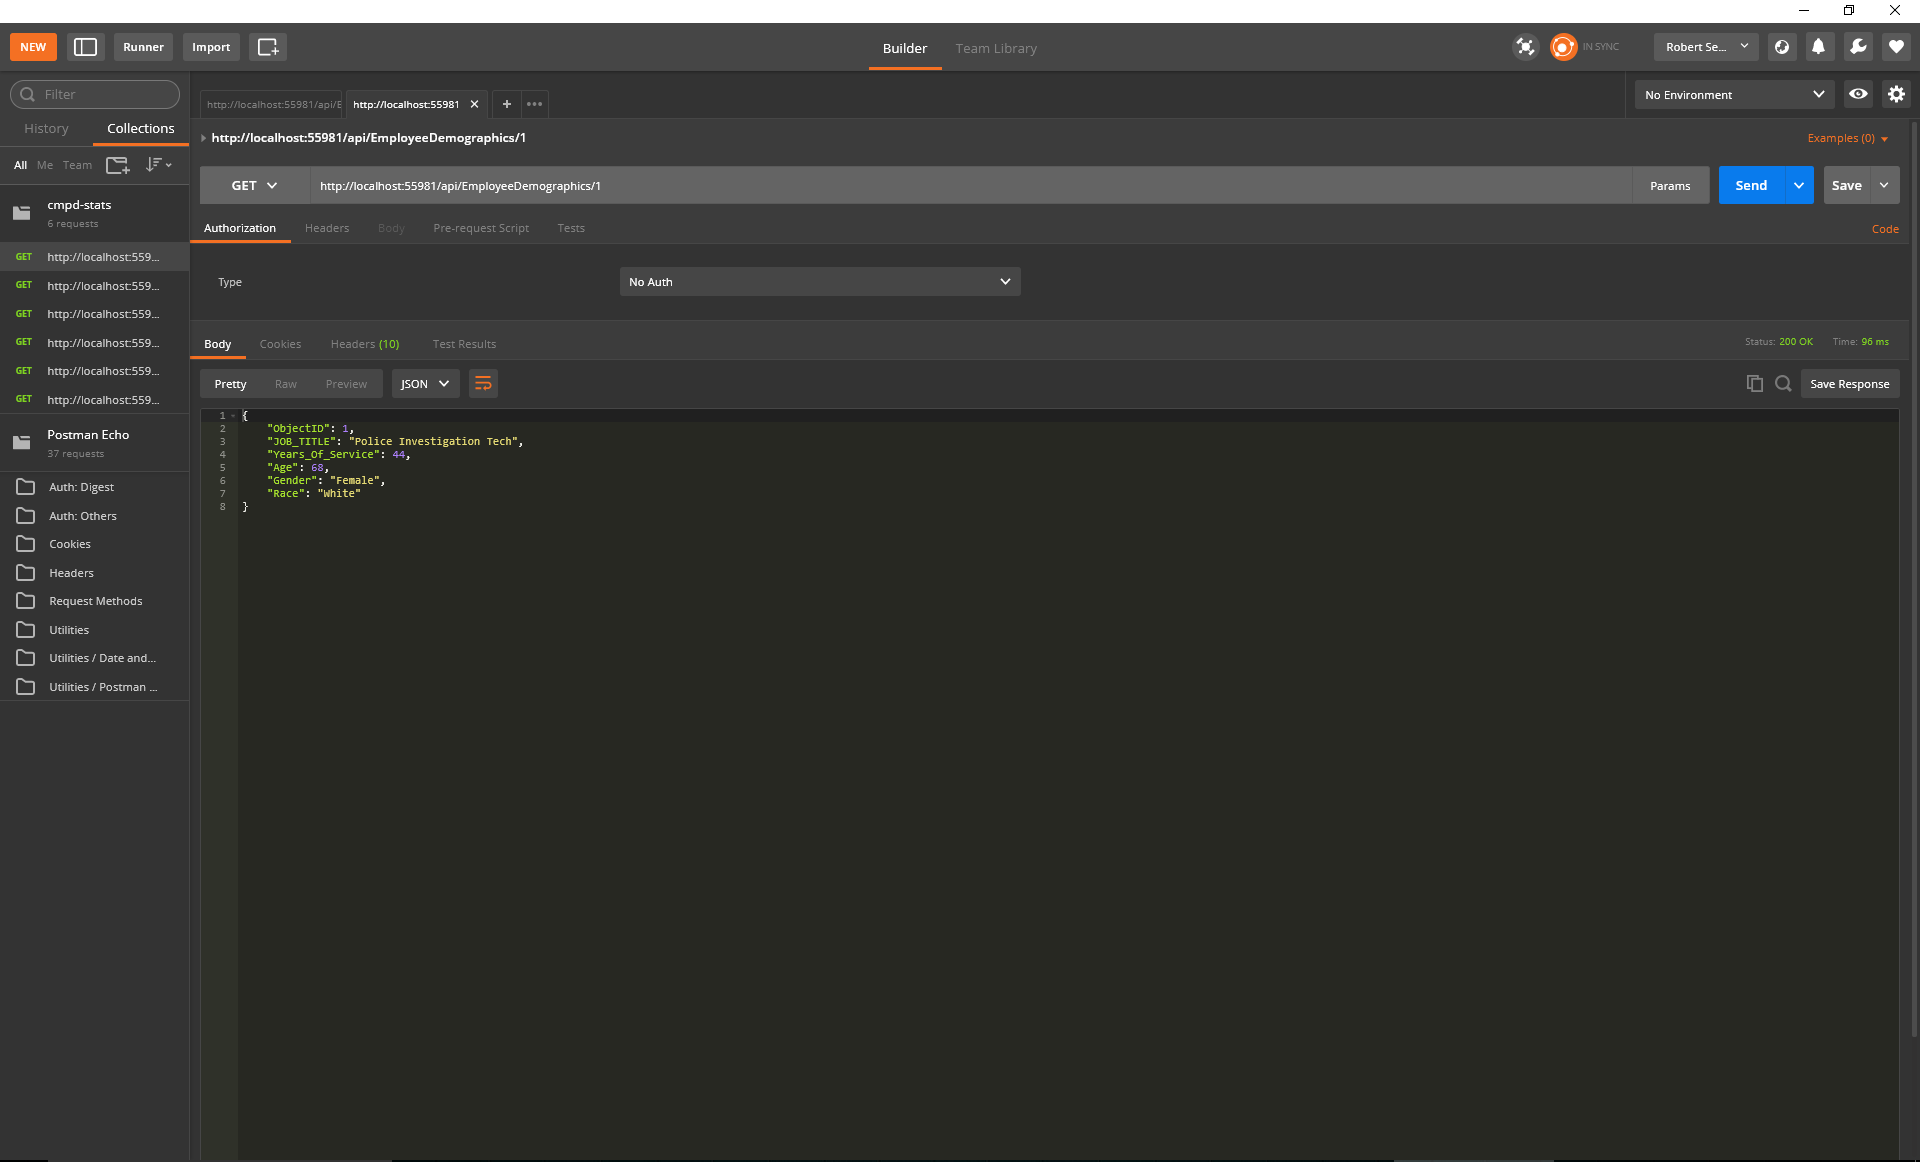 NEW Runner Import Builder Team Library IN SYNC Robert Se...
Filter
History Collections
All Me Team
cmpd-stats
6 requests
GET http://localhost:559...
GET http://localhost:559...
GET http://localhost:559...
GET http://localhost:559...
GET http://localhost:559...
GET http://localhost:559...
Postman Echo
37 requests
Auth: Digest
Auth: Others
Cookies
Headers
Request Methods
Utilities
Utilities / Date and...
Utilities / Postman ...
http://localhost:55981/api/E http://localhost:55981 No Environment
http://localhost:55981/api/EmployeeDemographics/1 Examples (0)
GET http://localhost:55981/api/EmployeeDemographics/1 Params Send Save
Authorization Headers Body Pre-request Script Tests Code
Type No Auth
Body Cookies Headers (10) Test Results Status: 200 OK Time: 96 ms
Pretty Raw Preview JSON Save Response
1 {
2 "ObjectID": 1,
3 "JOB_TITLE": "Police Investigation Tech",
4 "Years_Of_Service": 44,
5 "Age": 68,
6 "Gender": "Female",
7 "Race": "White"
8 }